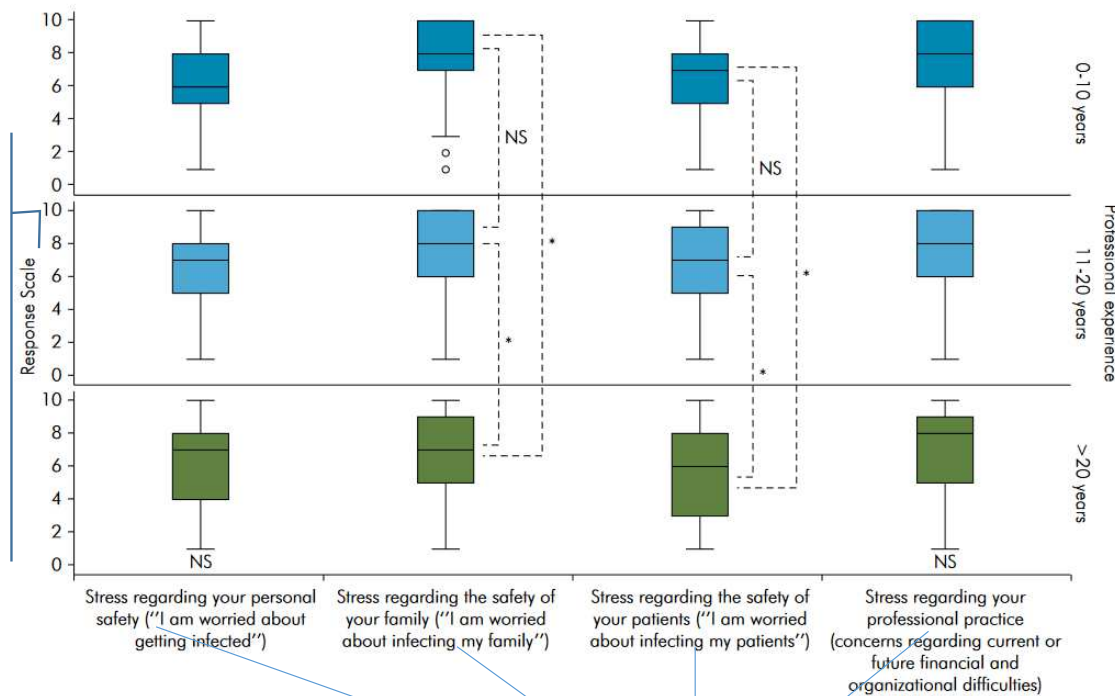 10
8
6
4
2
0
NS
NS
0-10 years
10
8
6
4
2
0
*
*
*
*
11-20 years
10
8
6
4
2
0
NS
NS
>20 years
Response Scale
Professional experience
Stress regarding your personal
safety ("I am worried about
getting infected")
Stress regarding the safety of
your family ("I am worried
about infecting my family")
Stress regarding the safety of
your patients ("I am worried
about infecting my patients")
Stress regarding your
professional practice
(concerns regarding current or
future financial and
organizational difficulties)